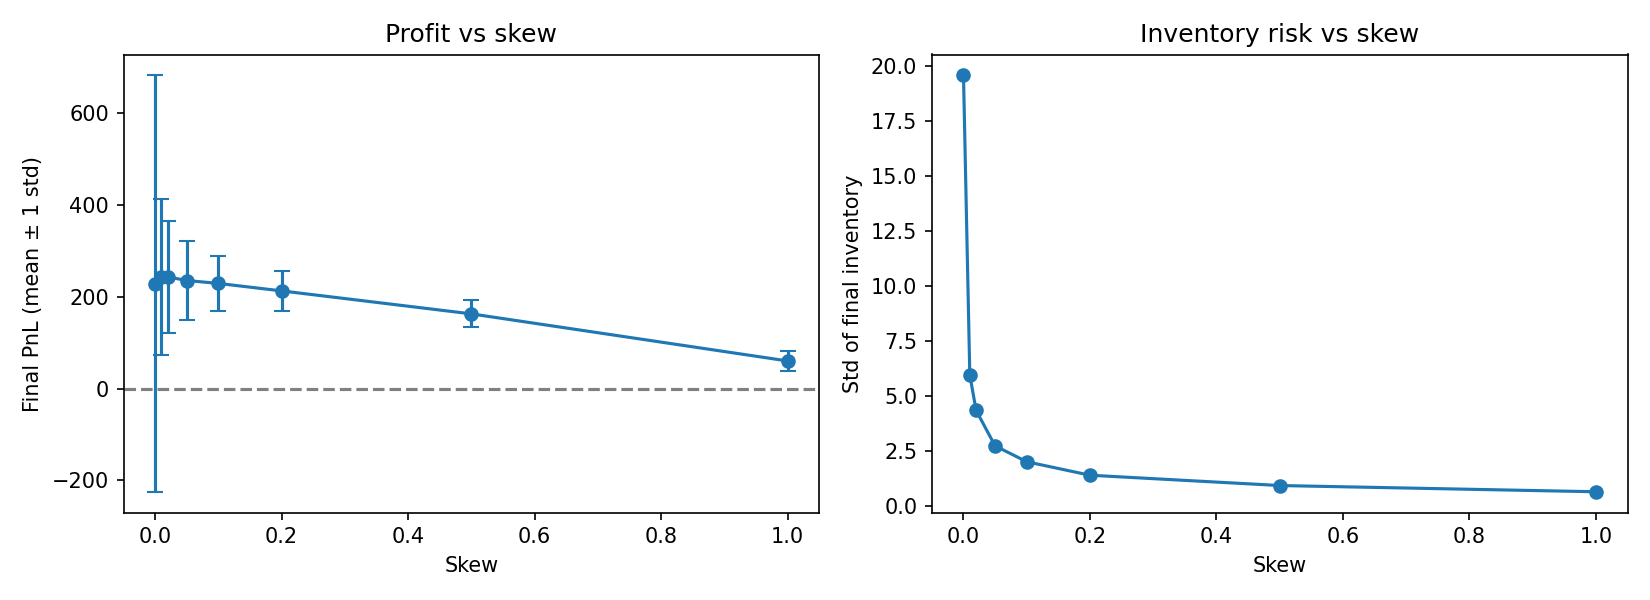 Profit vs skew
Final PnL (mean ± 1 std)
600
400
200
0
−200
0.0 0.2 0.4 0.6 0.8 1.0
Skew
Inventory risk vs skew
Std of final inventory
20.0
17.5
15.0
12.5
10.0
7.5
5.0
2.5
0.0
0.0 0.2 0.4 0.6 0.8 1.0
Skew